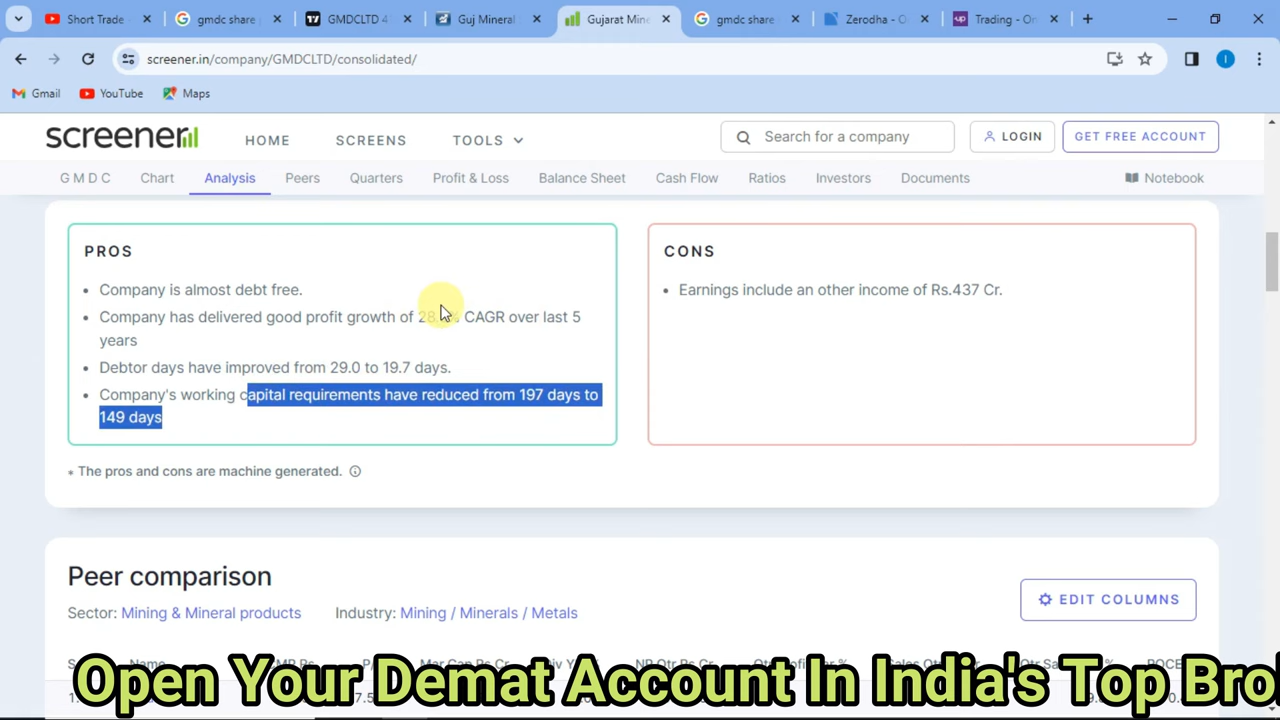 Short Trade
gmdc share
GMDCLTD 4
Guj Mineral
Gujarat Mine
gmdc share
Zerodha - O
Trading - On
screener.in/company/GMDCLTD/consolidated/
Gmail
YouTube
Maps
screener
HOME
SCREENS
TOOLS
Search for a company
LOGIN
GET FREE ACCOUNT
G M D C
Chart
Analysis
Peers
Quarters
Profit & Loss
Balance Sheet
Cash Flow
Ratios
Investors
Documents
Notebook
PROS
Company is almost debt free.
Company has delivered good profit growth of CAGR over last 5
years
Debtor days have improved from 29.0 to 19.7 days.
Company's working capital requirements have reduced from 197 days to
149 days
CONS
Earnings include an other income of Rs.437 Cr.
* The pros and cons are machine generated.
Peer comparison
Sector: Mining & Mineral products
Industry: Mining / Minerals / Metals
EDIT COLUMNS
Open Your Demat Account In India's Top Bro